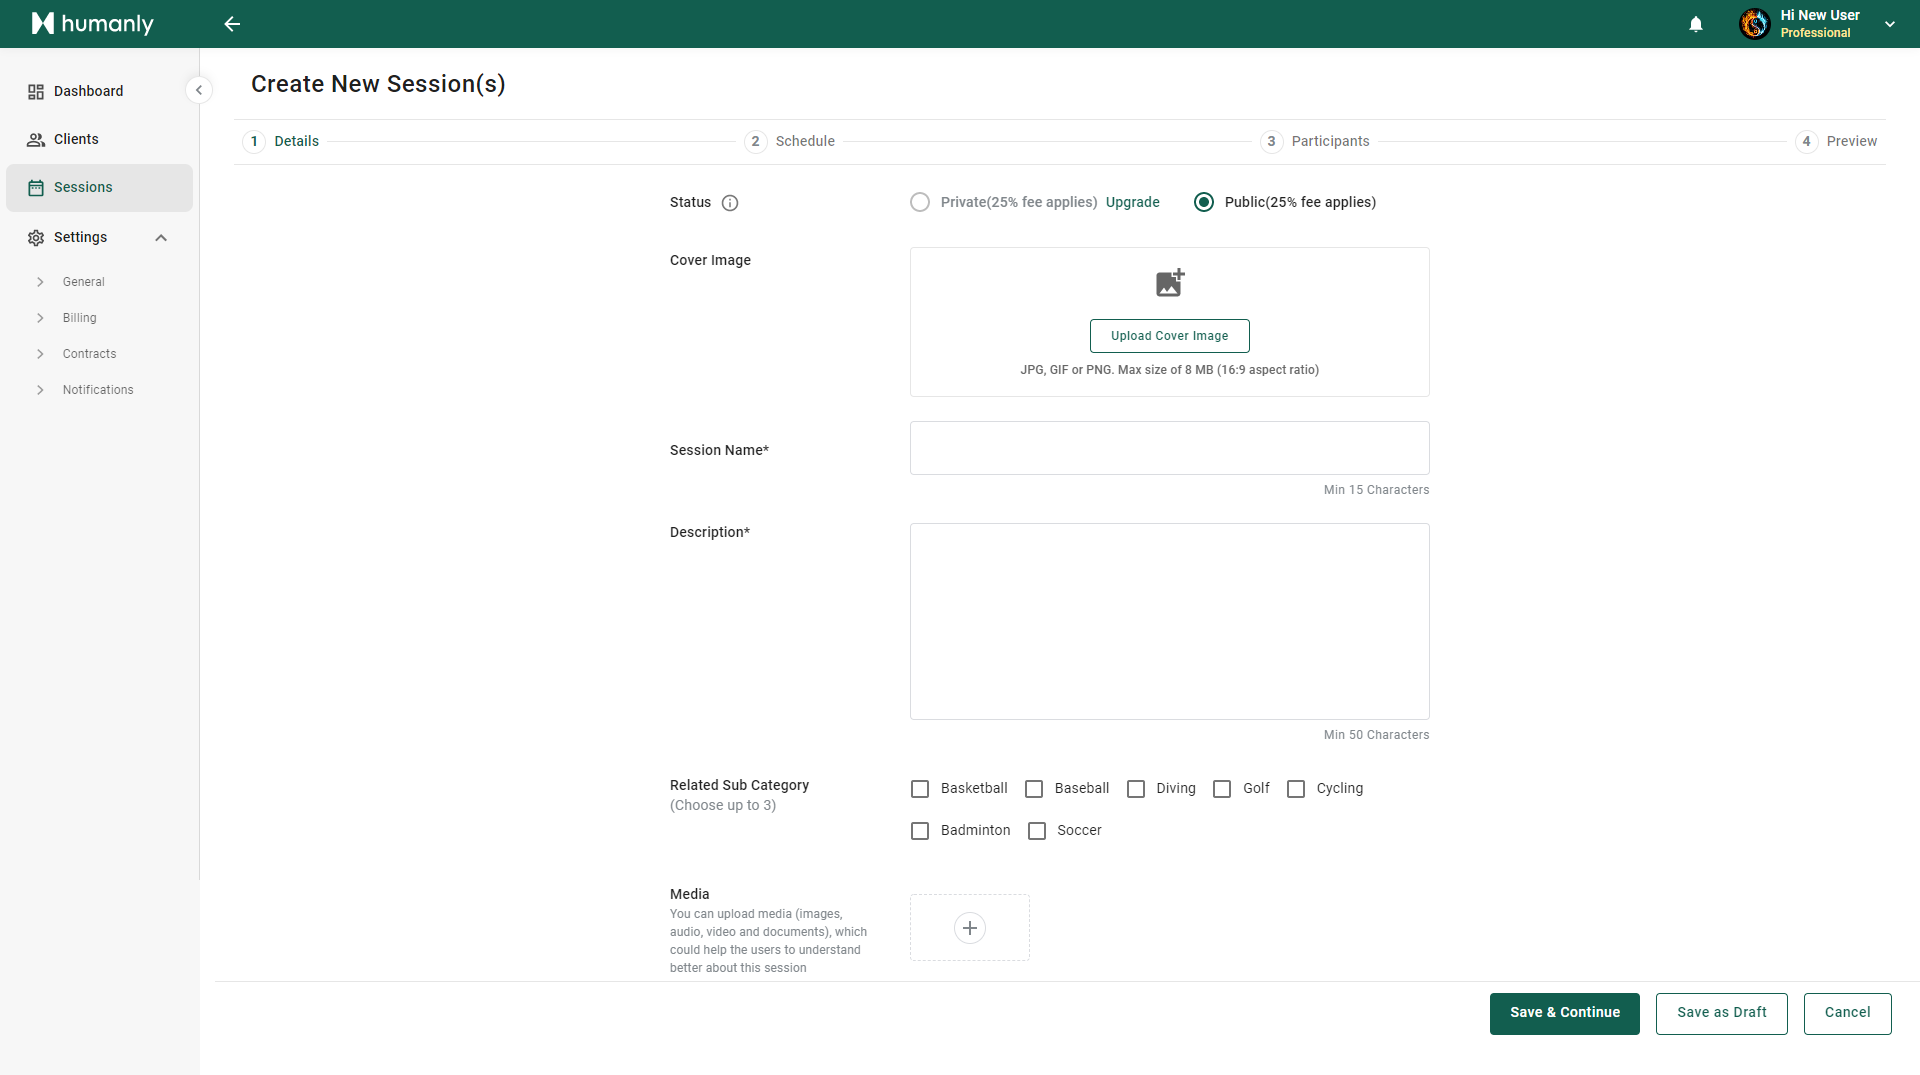 humanly
Hi New User
Professional
Dashboard
Clients
Sessions
Settings
General
Billing
Contracts
Notifications
Create New Session(s)
1 Details
2 Schedule
3 Participants
4 Preview
Status
Private(25% fee applies) Upgrade
Public(25% fee applies)
Cover Image
Upload Cover Image
JPG, GIF or PNG. Max size of 8 MB (16:9 aspect ratio)
Session Name*
Min 15 Characters
Description*
Min 50 Characters
Related Sub Category
(Choose up to 3)
Basketball
Baseball
Diving
Golf
Cycling
Badminton
Soccer
Media
You can upload media (images,
audio, video and documents), which
could help the users to understand
better about this session
Save & Continue
Save as Draft
Cancel